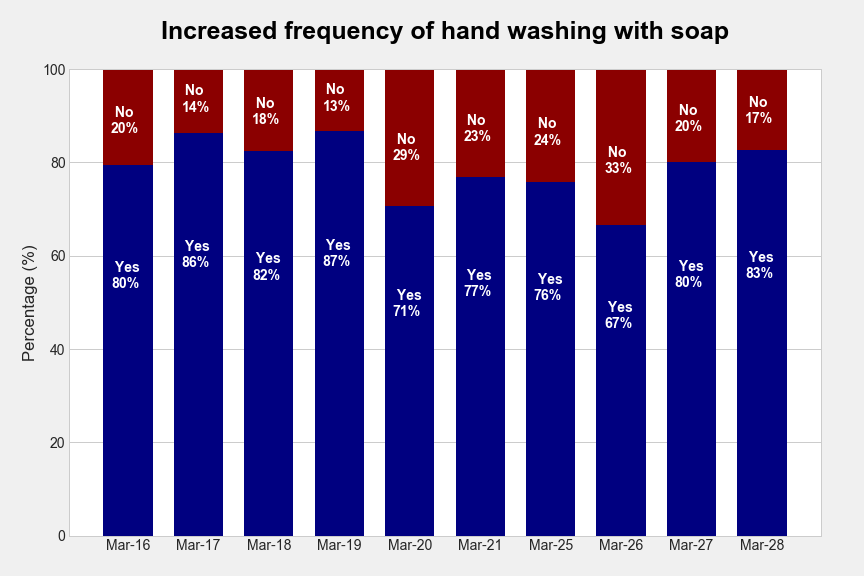 Increased frequency of hand washing with soap
Percentage (%)
100
80
60
40
20
0
No
20%
No
14%
No
18%
No
13%
No
29%
No
23%
No
24%
No
33%
No
20%
No
17%
Yes
80%
Yes
86%
Yes
82%
Yes
87%
Yes
71%
Yes
77%
Yes
76%
Yes
67%
Yes
80%
Yes
83%
Mar-16 Mar-17 Mar-18 Mar-19 Mar-20 Mar-21 Mar-25 Mar-26 Mar-27 Mar-28